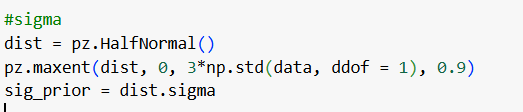 #sigma
dist = pz.HalfNormal()
pz.maxent(dist, 0, 3*np.std(data, ddof = 1), 0.9)
sig_prior = dist.sigma